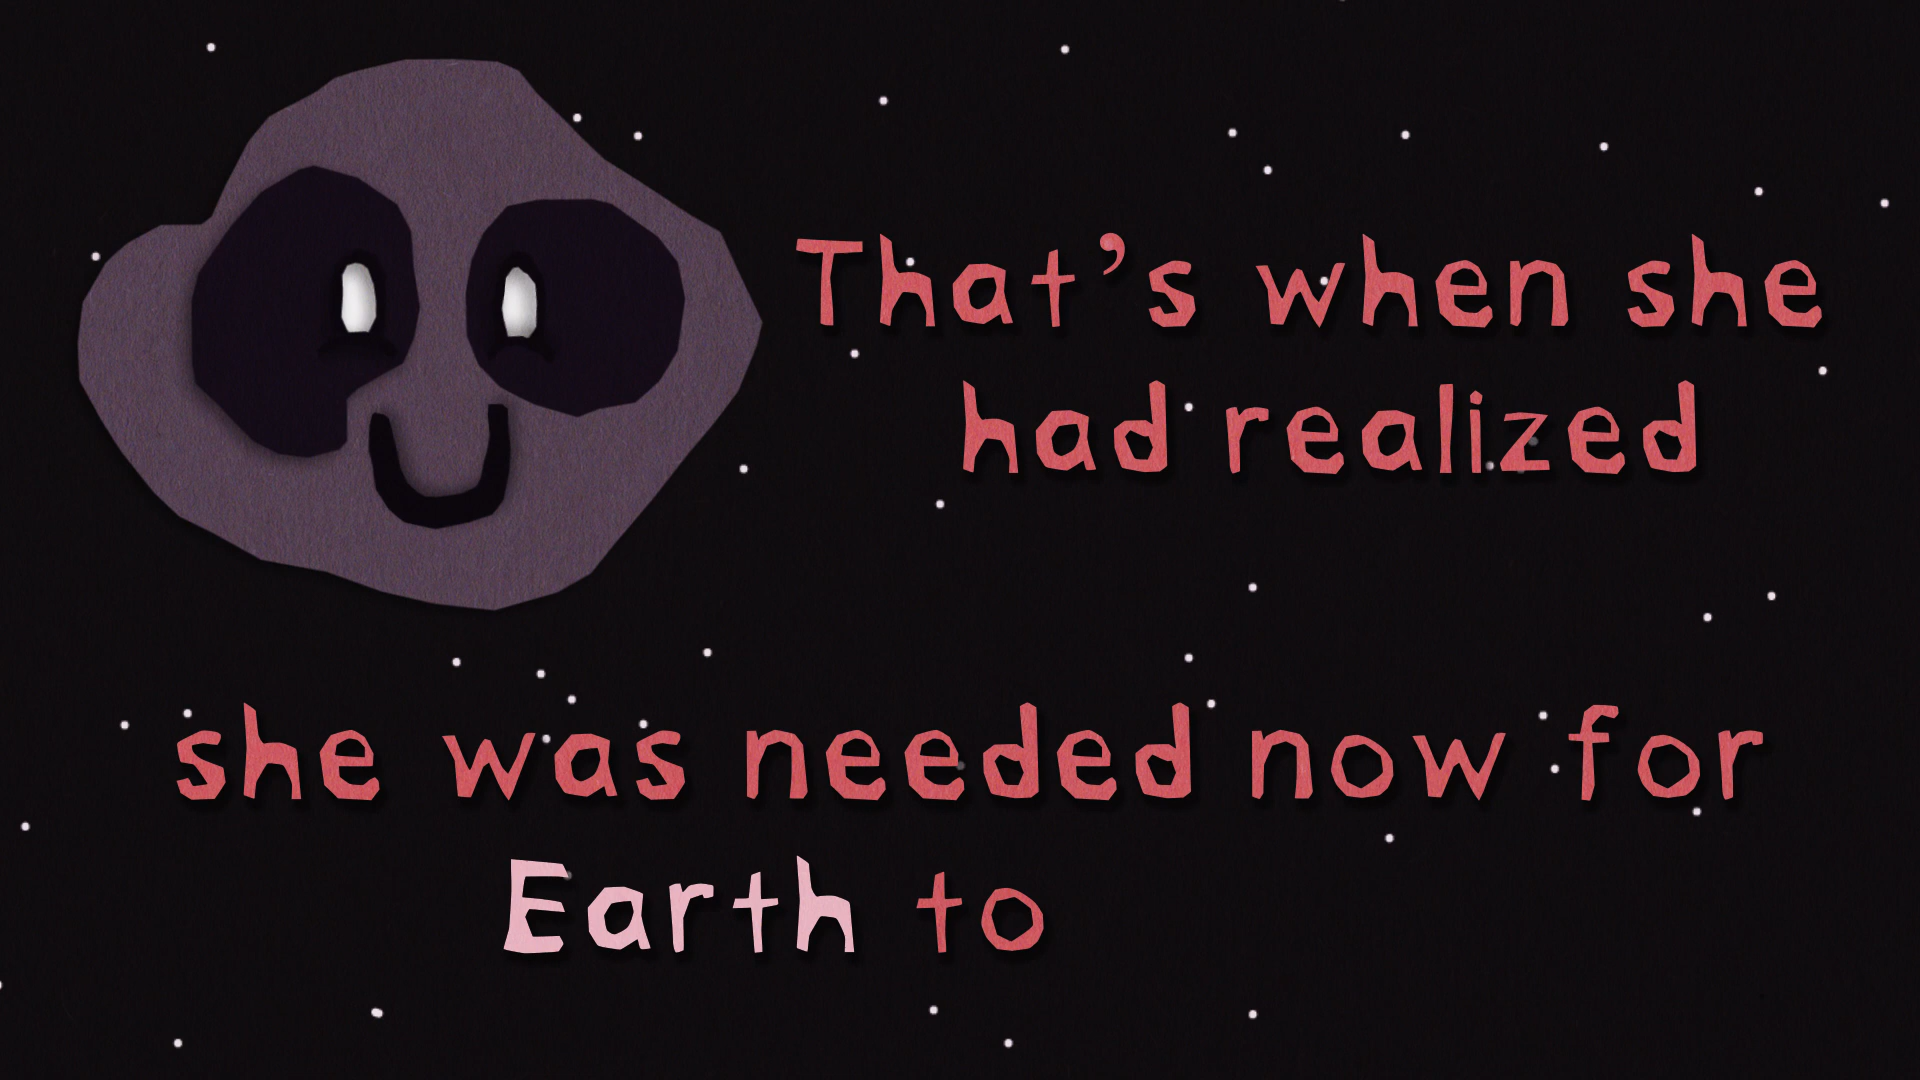 That’s when she
had realized
she was needed now for
Earth to